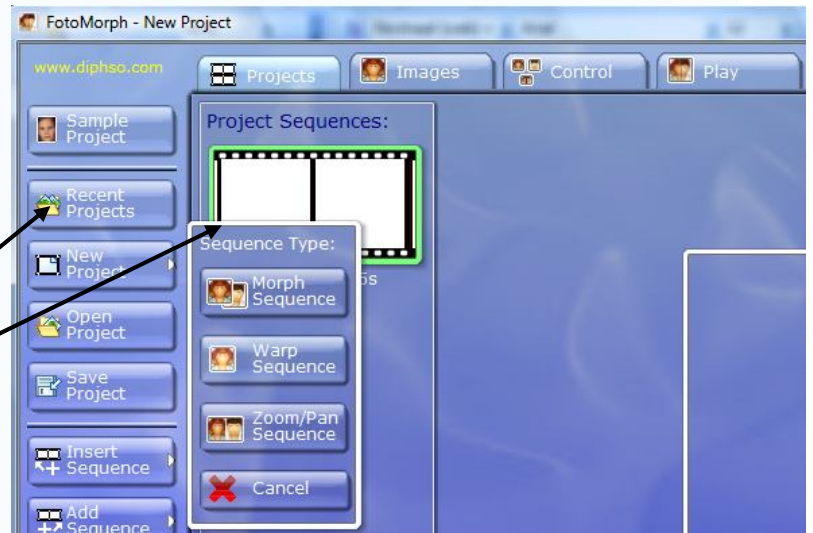 FotoMorph - New Project
www.diphso.com
Projects
Images
Control
Play
Sample
Project
Recent
Projects
New
Project
Open
Project
Save
Project
Insert
Sequence
Add
Sequence
Project Sequences:
5s
Sequence Type:
Morph
Sequence
Warp
Sequence
Zoom/Pan
Sequence
Cancel